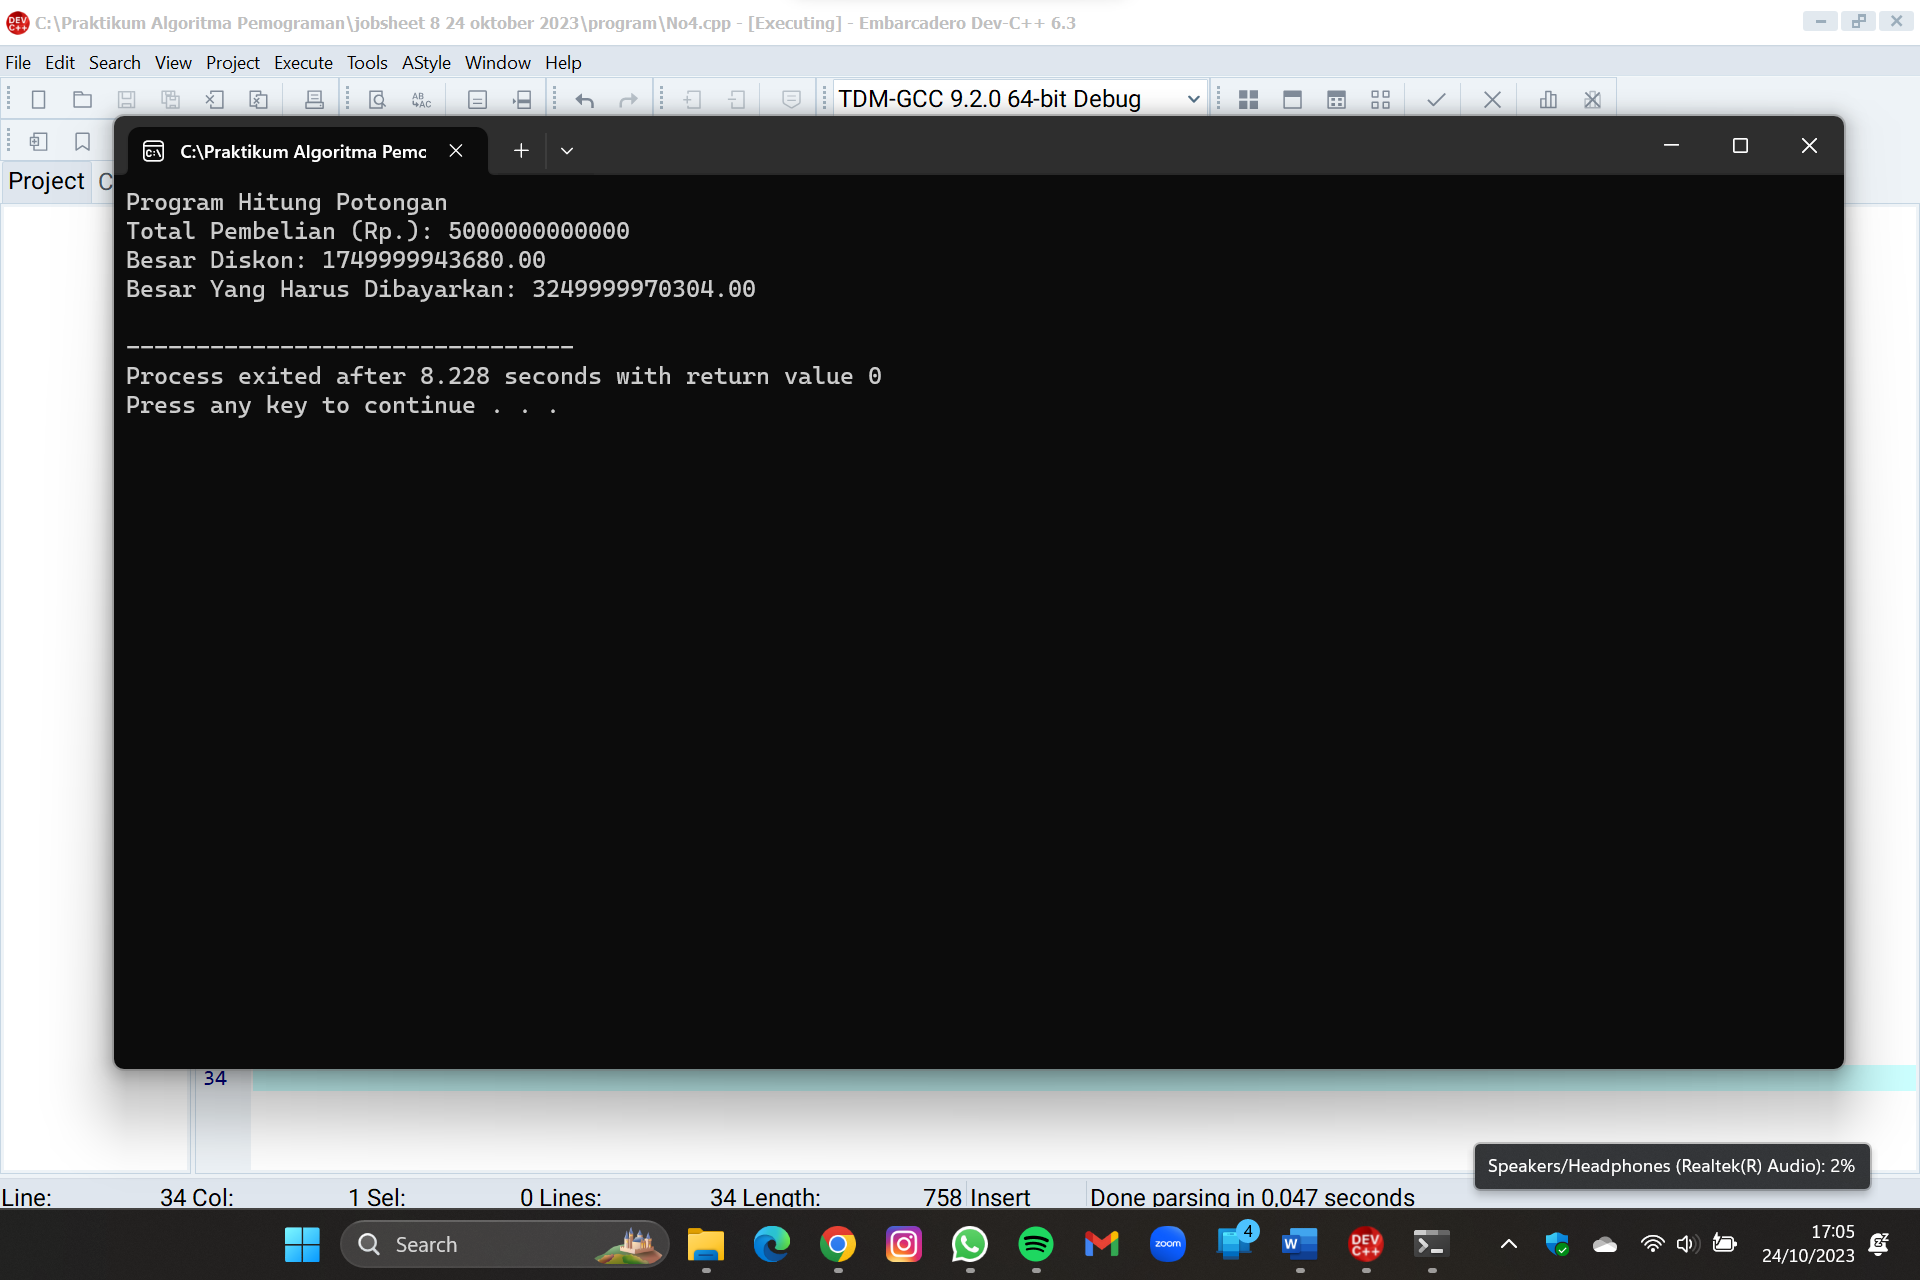 C:\Praktikum Algoritma Pemograman\jobsheet 8 24 oktober 2023\program\No4.cpp - [Executing] - Embarcadero Dev-C++ 6.3
File Edit Search View Project Execute Tools AStyle Window Help
TDM-GCC 9.2.0 64-bit Debug
C:\Praktikum Algoritma Pemc
Project C
Program Hitung Potongan
Total Pembelian (Rp.): 5000000000000
Besar Diskon: 1749999943680.00
Besar Yang Harus Dibayarkan: 3249999970304.00
--------------------------------
Process exited after 8.228 seconds with return value 0
Press any key to continue . . .
34
Speakers/Headphones (Realtek(R) Audio): 2%
Line: 34 Col: 1 Sel: 0 Lines: 34 Length: 758 Insert Done parsing in 0,047 seconds
Search
zoom
4
W
DEV C++
17:05
24/10/2023